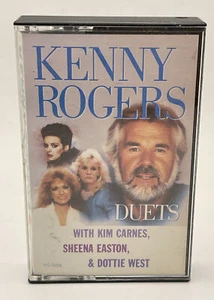 KENNY
ROGERS
DUETS
WITH KIM CARNES,
SHEENA EASTON,
& DOTTIE WEST